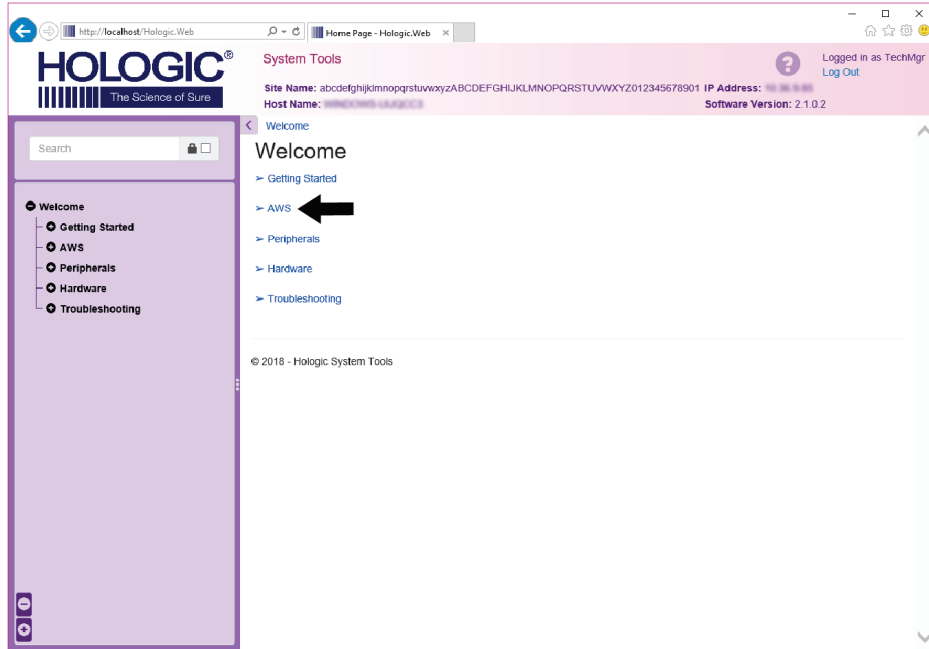 http://localhost/Hologic.Web
Home Page - Hologic.Web
HOLOGIC®
The Science of Sure
System Tools
Logged in as TechMgr
Log Out
Site Name: abcdefghijklmnopqrstuvwxyzABCDEFGHIJKLMNOPQRSTUVWXYZ012345678901 IP Address:
Host Name:
Software Version: 2.1.0.2
Search
Welcome
Getting Started
AWS
Peripherals
Hardware
Troubleshooting
Welcome
Welcome
Getting Started
AWS
Peripherals
Hardware
Troubleshooting
© 2018 - Hologic System Tools